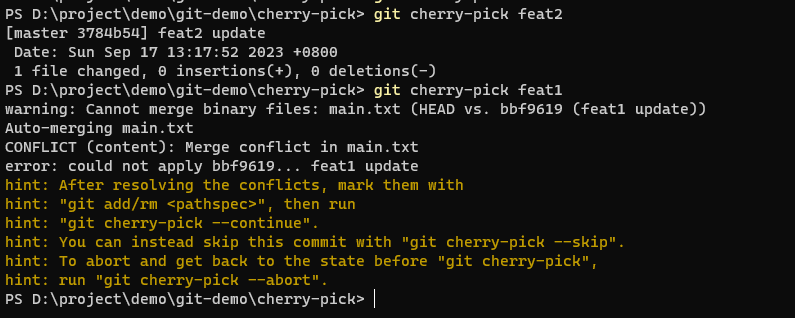 PS D:\project\demo\git-demo\cherry-pick> git cherry-pick feat2
[master 3784b54] feat2 update
 Date: Sun Sep 17 13:17:52 2023 +0800
 1 file changed, 0 insertions(+), 0 deletions(-)
PS D:\project\demo\git-demo\cherry-pick> git cherry-pick feat1
warning: Cannot merge binary files: main.txt (HEAD vs. bbf9619 (feat1 update))
Auto-merging main.txt
CONFLICT (content): Merge conflict in main.txt
error: could not apply bbf9619... feat1 update
hint: After resolving the conflicts, mark them with
hint: "git add/rm <pathspec>", then run
hint: "git cherry-pick --continue".
hint: You can instead skip this commit with "git cherry-pick --skip".
hint: To abort and get back to the state before "git cherry-pick",
hint: run "git cherry-pick --abort".
PS D:\project\demo\git-demo\cherry-pick>